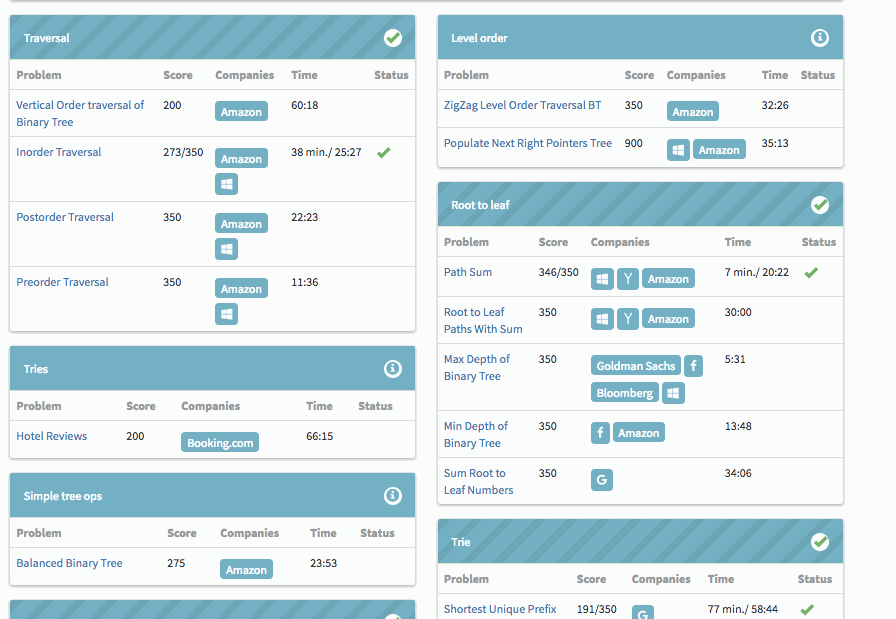 Traversal
Problem Score Companies Time Status
Vertical Order traversal of 200 Amazon 60:18
Binary Tree
Inorder Traversal 273/350 Amazon 38 min./ 25:27
Postorder Traversal 350 Amazon 22:23
Preorder Traversal 350 Amazon 11:36
Tries
Problem Score Companies Time Status
Hotel Reviews 200 Booking.com 66:15
Simple tree ops
Problem Score Companies Time Status
Balanced Binary Tree 275 Amazon 23:53
Level order
Problem Score Companies Time Status
ZigZag Level Order Traversal BT 350 Amazon 32:26
Populate Next Right Pointers Tree 900 Amazon 35:13
Root to leaf
Problem Score Companies Time Status
Path Sum 346/350 Y Amazon 7 min./ 20:22
Root to Leaf 350 Y Amazon 30:00
Paths With Sum
Max Depth of 350 Goldman Sachs f 5:31
Binary Tree Bloomberg
Min Depth of 350 f Amazon 13:48
Binary Tree
Sum Root to 350 G 34:06
Leaf Numbers
Trie
Problem Score Companies Time Status
Shortest Unique Prefix 191/350 G 77 min./ 58:44